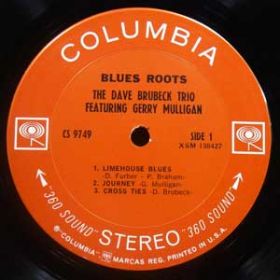 COLUMBIA
BLUES ROOTS
THE DAVE BRUBECK TRIO
FEATURING GERRY MULLIGAN
CS 9749
SIDE 1
XSM 138427
1. LIMEHOUSE BLUES
-D. Furber - P. Braham-
2. JOURNEY -G. Mulligan-
3. CROSS TIES -D. Brubeck-
"360 SOUND" STEREO "360 SOUND"
® "COLUMBIA", MARCAS REG. PRINTED IN U.S.A.